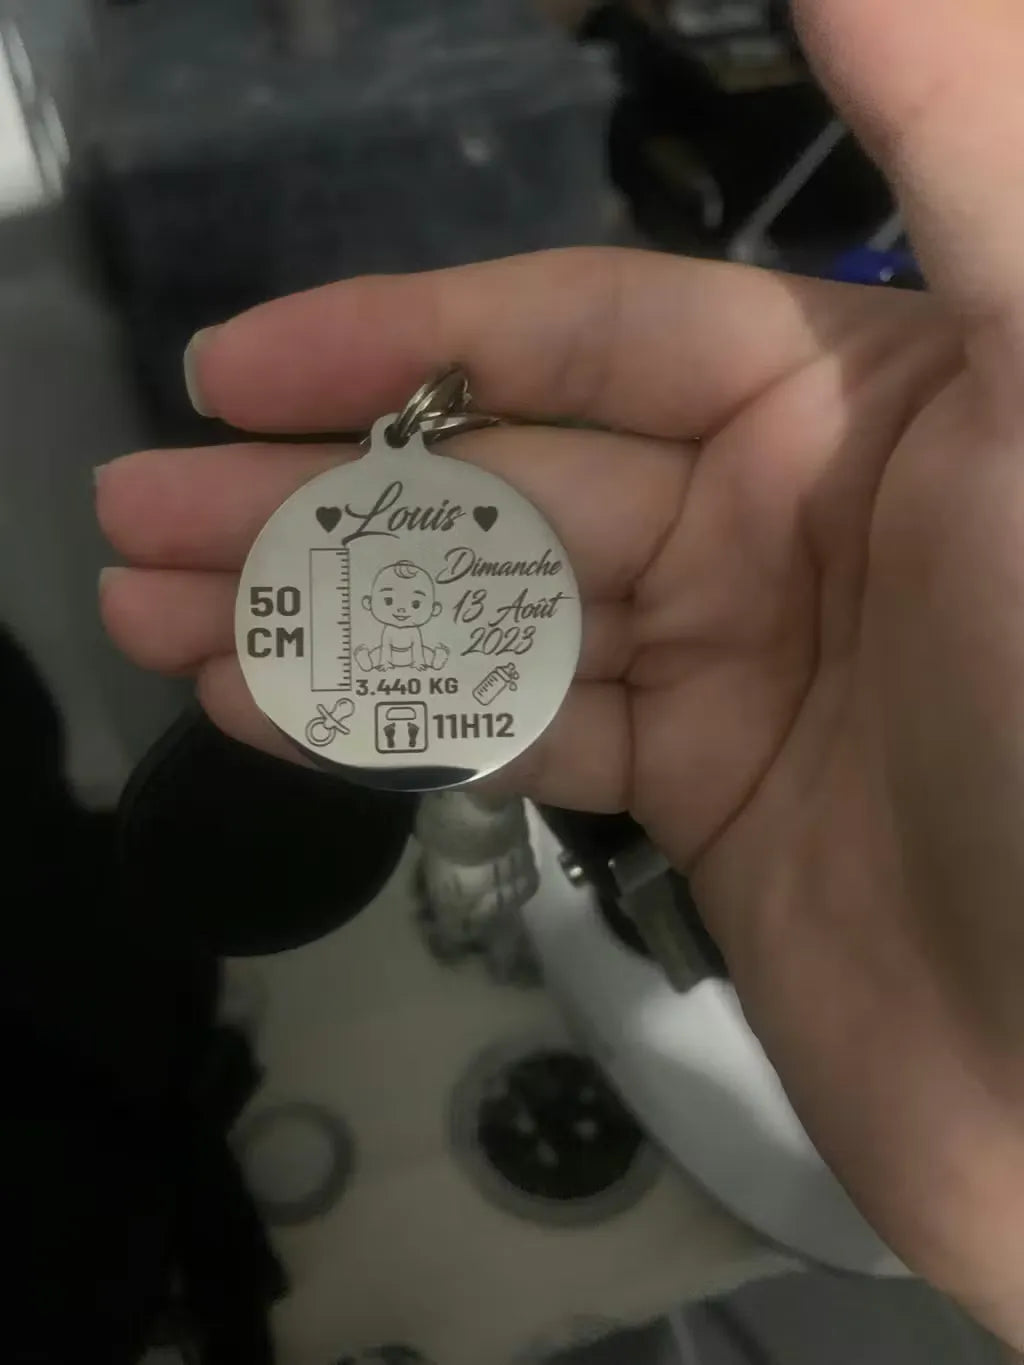 Louis
Dimanche
13 Août
2023
50
CM
3.440 KG
11H12